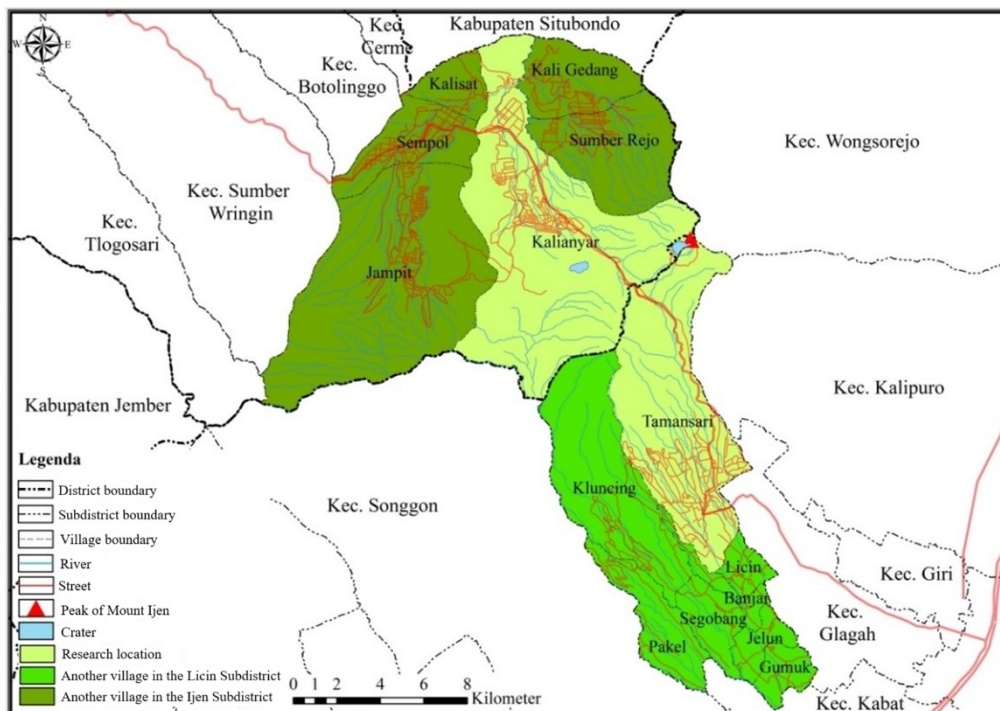 N
W
E
S
Kabupaten Situbondo
Kec.
Cerme
Kec.
Botolinggo
Kalisat
Kali Gedang
Sempol
Sumber Rejo
Kec. Wongsorejo
Kec. Sumber
Wringin
Kec.
Tlogosari
Kalianyar
Jampit
Kabupaten Jember
Kec. Kalipuro
Tamansari
Legenda
District boundary
Subdistrict boundary
Village boundary
River
Street
Peak of Mount Ijen
Crater
Research location
Another village in the Licin Subdistrict
Another village in the Ijen Subdistrict
Kec. Songgon
Kluncing
Licin
Banjar
Segobang
Jelun
Pakel
Gumuk
Kec. Giri
Kec.
Glagah
Kec. Kabat
0 1 2 4 6 8
Kilometer